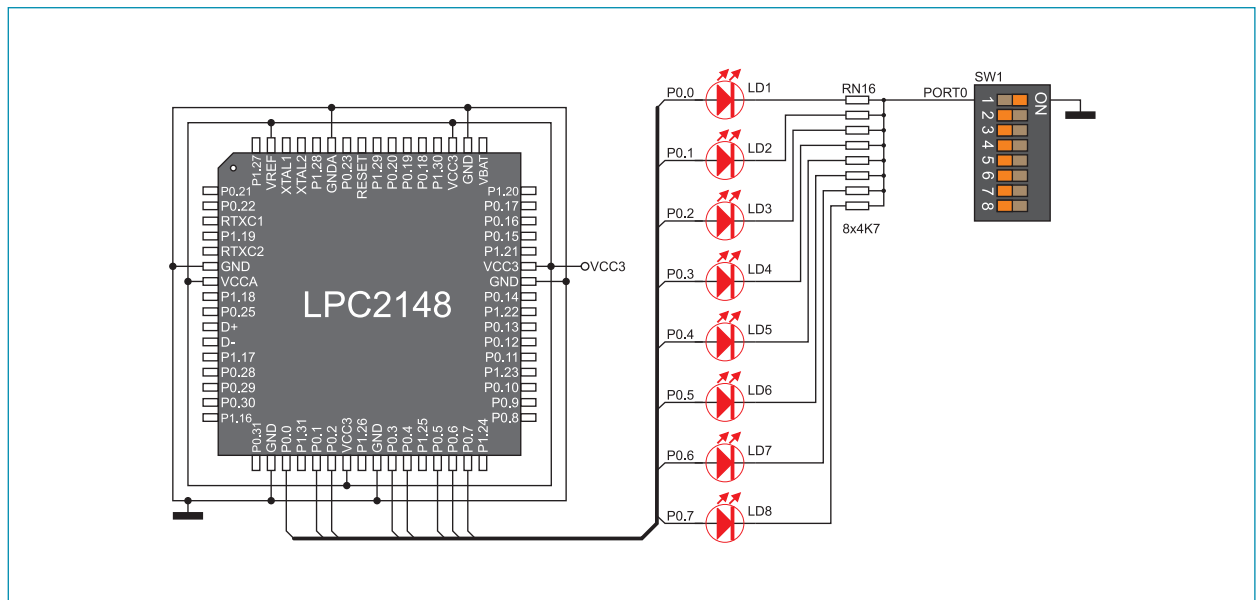 P1.27
VREF
XTAL1
XTAL2
P1.28
GNDA
P0.23
RESET
P1.29
P0.20
P0.19
P0.18
P1.30
VCC3
GND
VBAT
P0.21
P0.22
RTXC1
P1.19
RTXC2
GND
VCCA
P1.18
P0.25
D+
D-
P1.17
P0.28
P0.29
P0.30
P1.16
LPC2148
P1.20
P0.17
P0.16
P0.15
P1.21
VCC3
GND
P0.14
P1.22
P0.13
P0.12
P0.11
P1.23
P0.10
P0.9
P0.8
P0.31
GND
P0.0
P1.31
P0.1
P0.2
VCC3
P1.26
GND
P0.3
P0.4
P1.25
P0.5
P0.6
P0.7
P1.24
VCC3
P0.0
LD1
P0.1
LD2
P0.2
LD3
P0.3
LD4
P0.4
LD5
P0.5
LD6
P0.6
LD7
P0.7
LD8
RN16
8x4K7
PORT0
SW1
ON
1
2
3
4
5
6
7
8